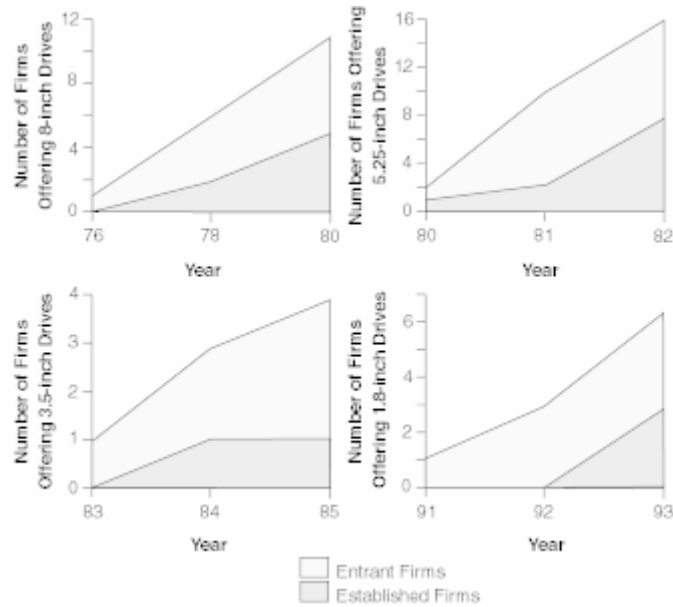 Number of Firms
Offering 8-inch Drives
12
8
4
0
76
78
80
Year
Number of Firms Offering
5.25-inch Drives
16
12
8
4
0
80
81
82
Year
Number of Firms
Offering 3.5-inch Drives
4
3
2
1
0
83
84
85
Year
Number of Firms
Offering 1.8-inch Drives
6
4
2
0
91
92
93
Year
Entrant Firms
Established Firms